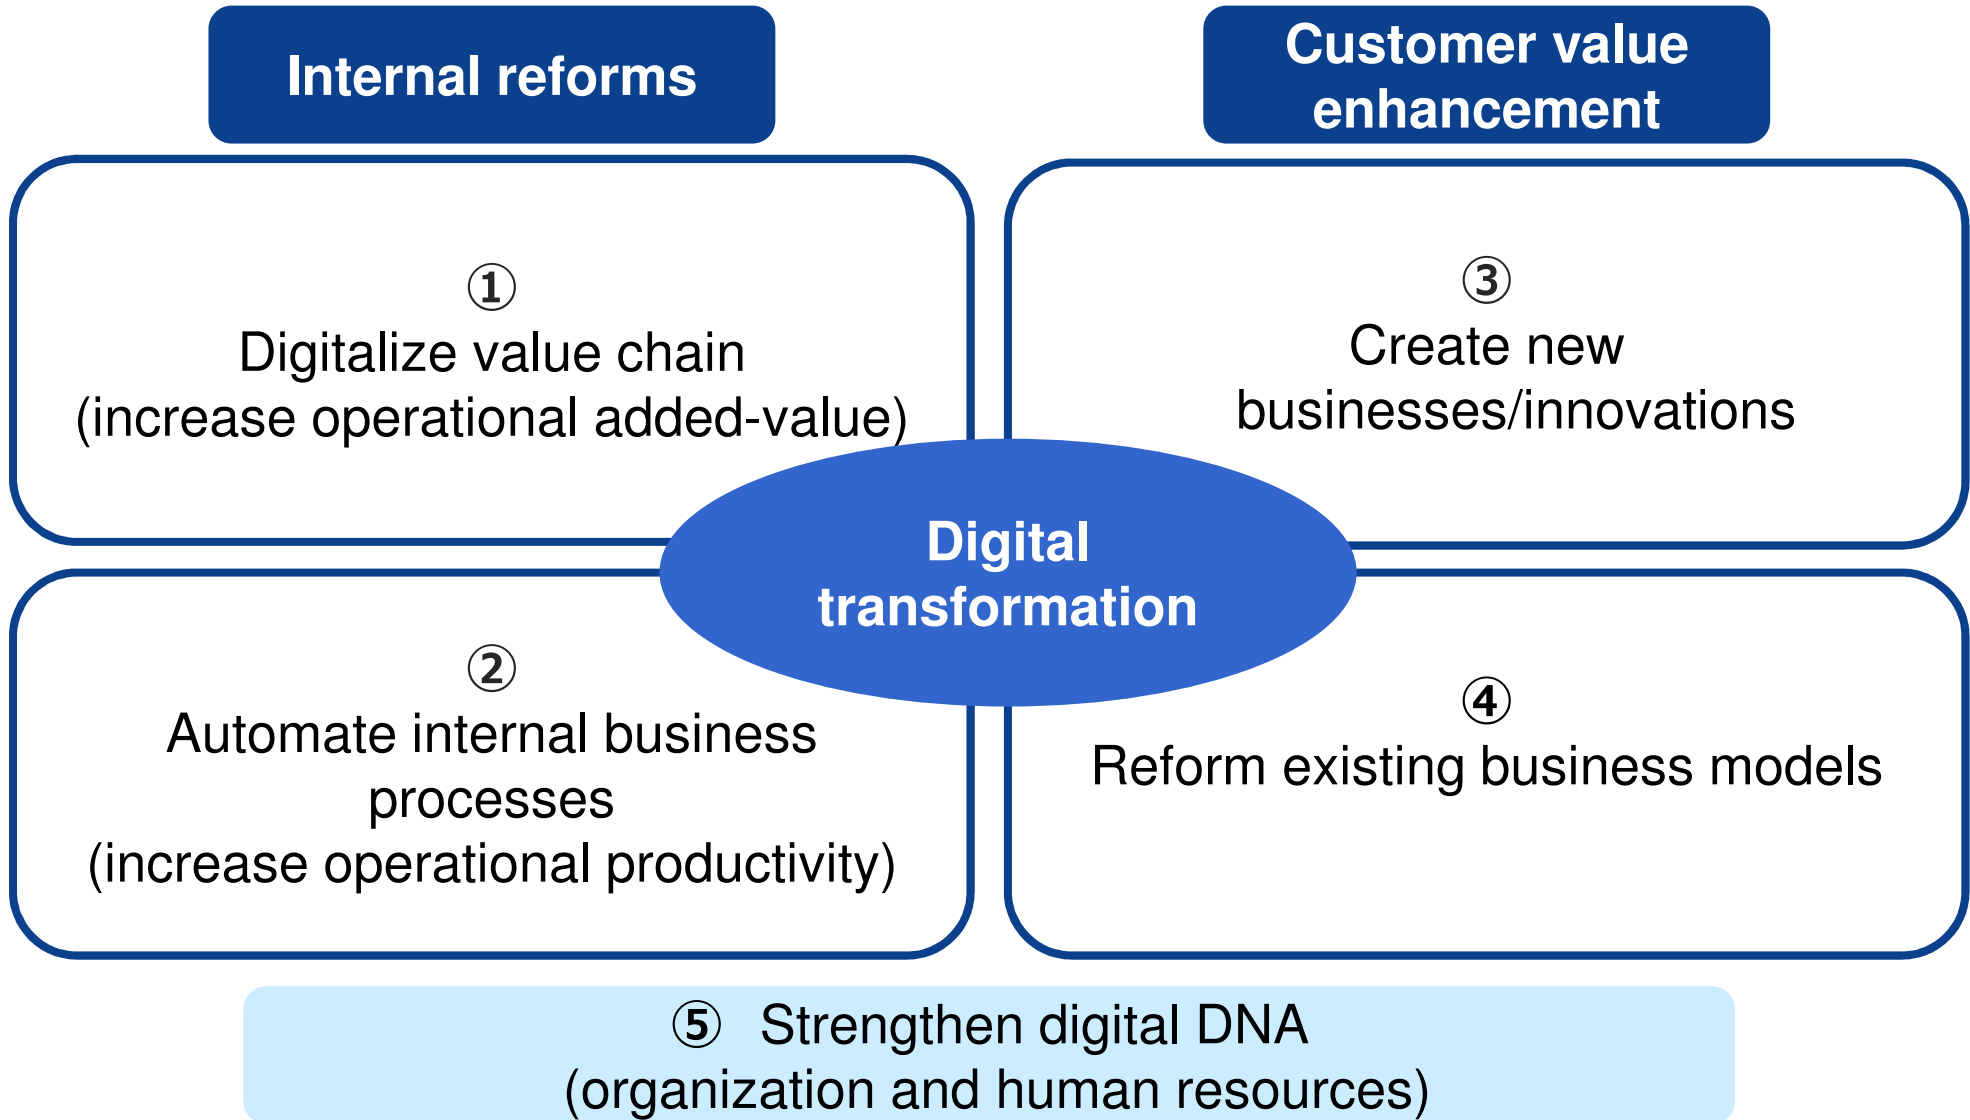 Internal reforms
Customer value
enhancement
①
Digitalize value chain
(increase operational added-value)
③
Create new
businesses/innovations
Digital
transformation
②
Automate internal business
processes
(increase operational productivity)
④
Reform existing business models
⑤ Strengthen digital DNA
(organization and human resources)